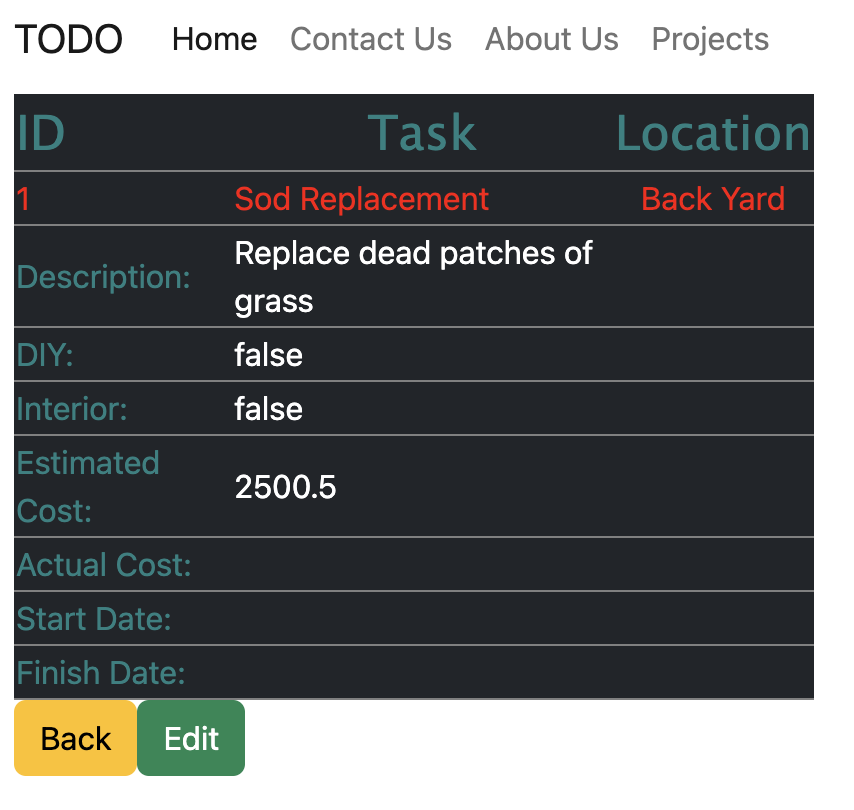 TODO Home Contact Us About Us Projects
ID Task Location
1 Sod Replacement Back Yard
Description: Replace dead patches of
grass
DIY: false
Interior: false
Estimated
Cost: 2500.5
Actual Cost:
Start Date:
Finish Date:
Back Edit